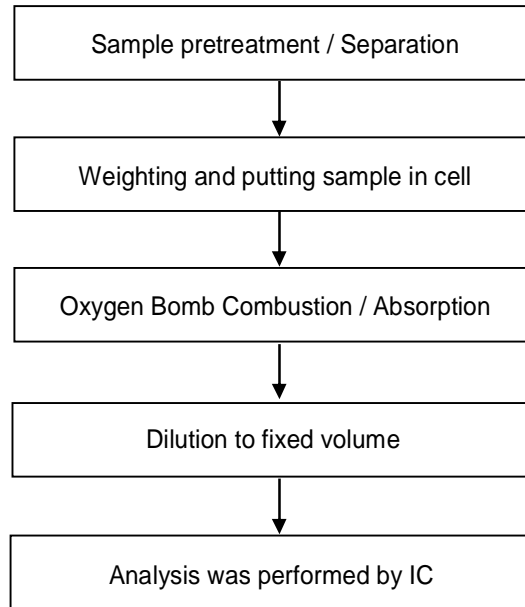 Sample pretreatment / Separation
Weighting and putting sample in cell
Oxygen Bomb Combustion / Absorption
Dilution to fixed volume
Analysis was performed by IC